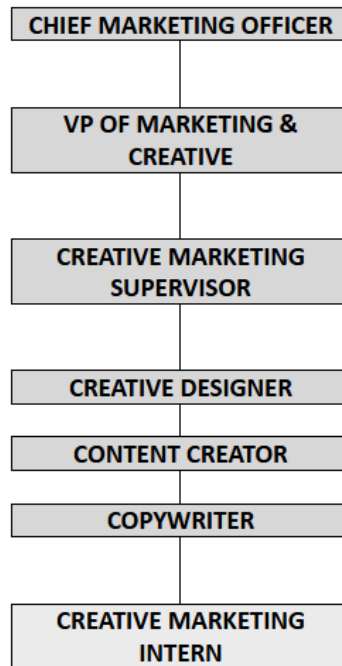 CHIEF MARKETING OFFICER
VP OF MARKETING &
CREATIVE
CREATIVE MARKETING
SUPERVISOR
CREATIVE DESIGNER
CONTENT CREATOR
COPYWRITER
CREATIVE MARKETING
INTERN